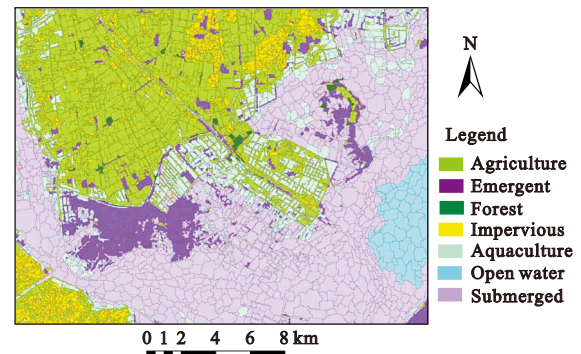 N
Legend
Agriculture
Emergent
Forest
Impervious
Aquaculture
Open water
Submerged
0 1 2 4 6 8 km